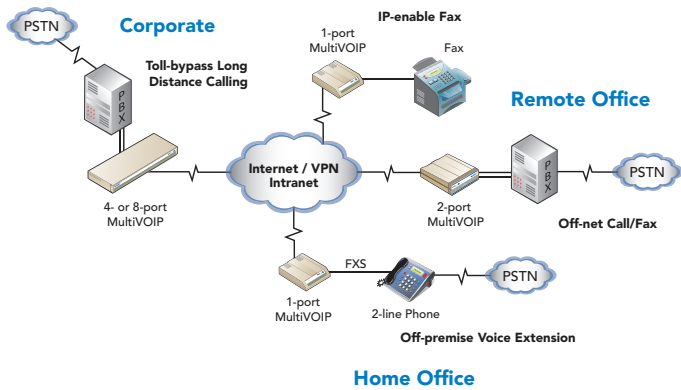 PSTN
Corporate
Toll-bypass Long
Distance Calling
PBX
4- or 8-port
MultiVOIP
IP-enable Fax
1-port
MultiVOIP
Fax
Internet / VPN
Intranet
Remote Office
2-port
MultiVOIP
PBX
PSTN
Off-net Call/Fax
1-port
MultiVOIP
FXS
2-line Phone
PSTN
Off-premise Voice Extension
Home Office